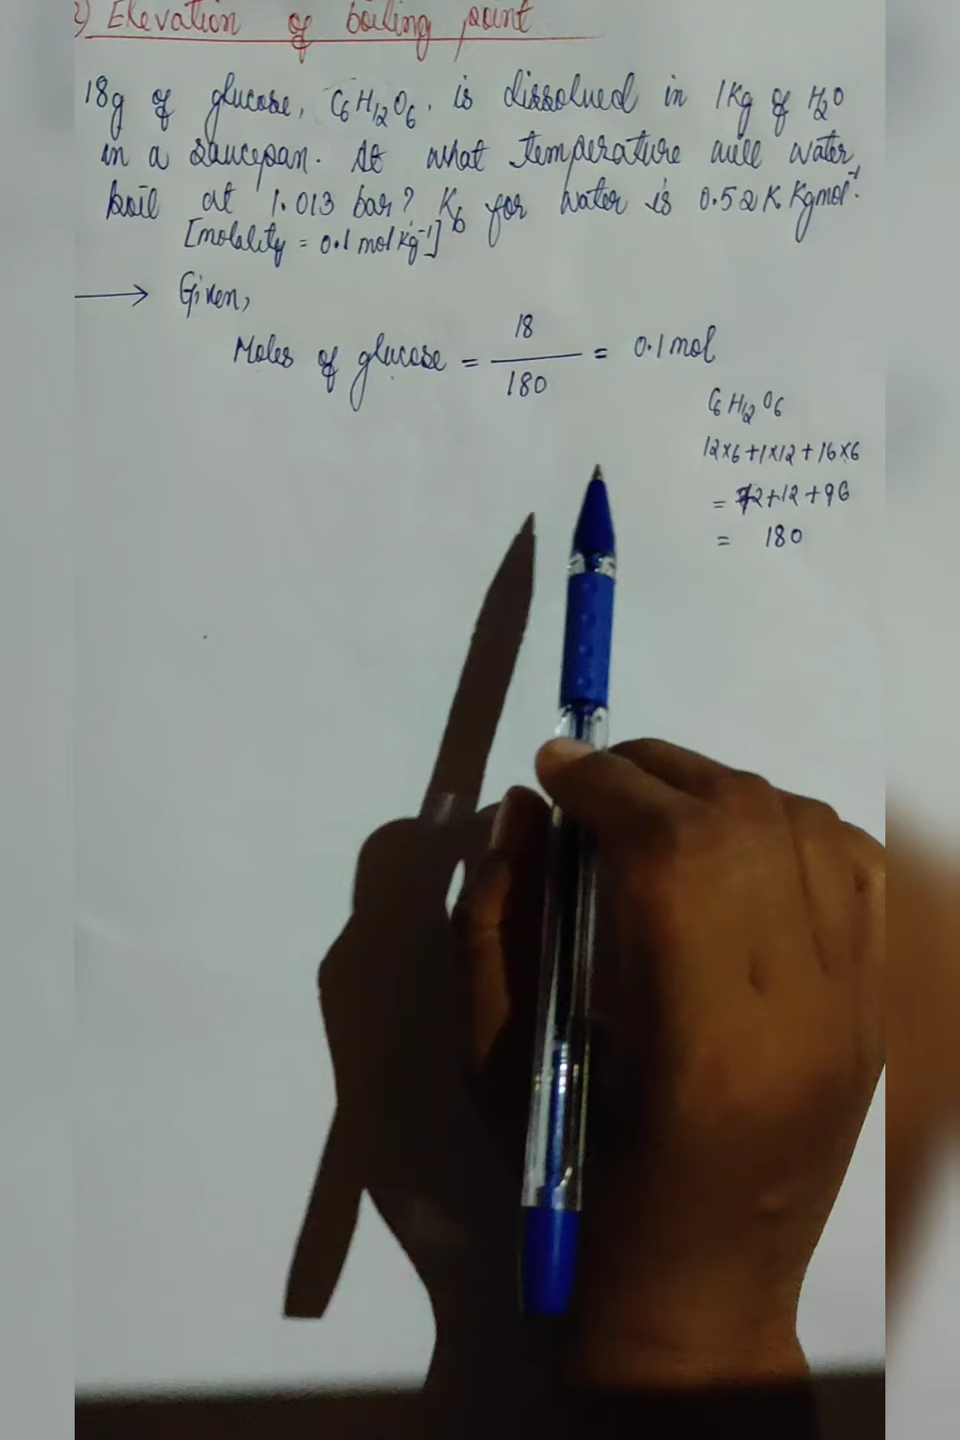 2) Elevation of boiling point
18g of glucose, C6H12O6, is dissolved in 1Kg of H2O
in a saucepan. At what temperature will water
boil at 1.013 bar? Kb for water is 0.52 K Kgmol⁻¹.
[molality = 0.1 mol kg⁻¹]
→ Given,
Moles of glucose = 18/180 = 0.1 mol
C6H12O6
12×6+1×12+16×6
= 72+12+96
= 180